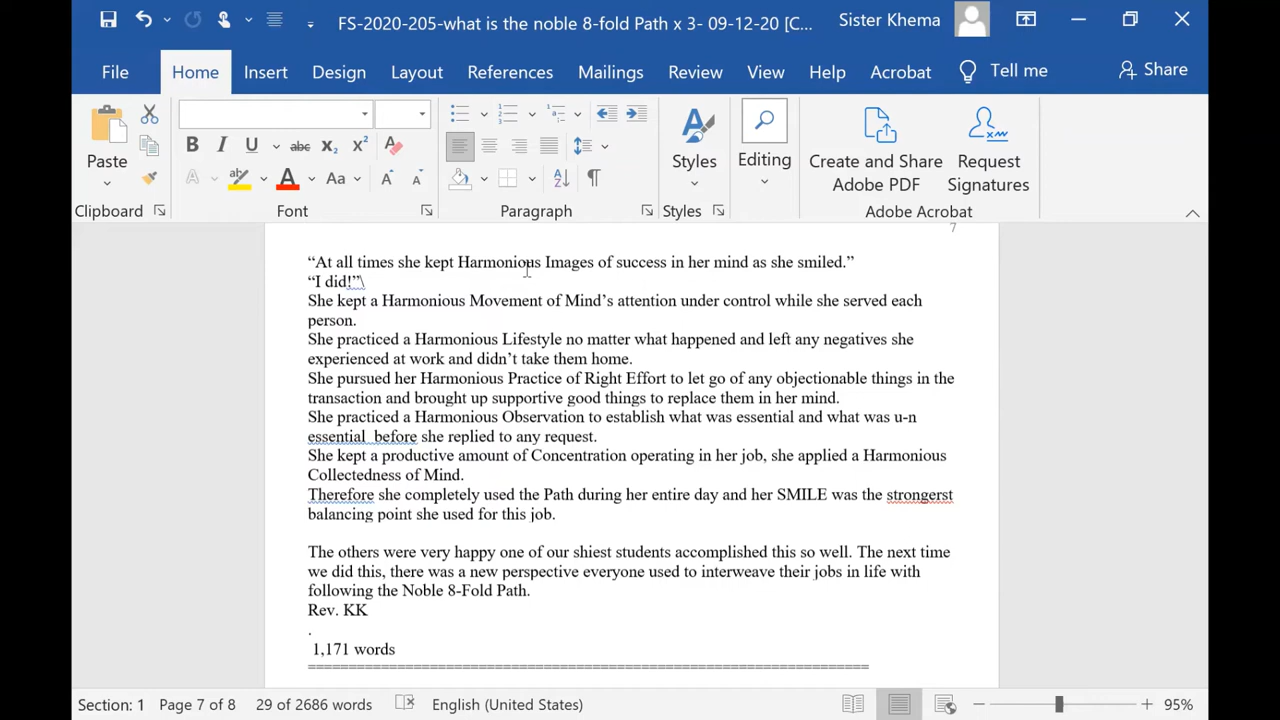 FS-2020-205-what is the noble 8-fold Path x 3- 09-12-20 [C... Sister Khema
File Home Insert Design Layout References Mailings Review View Help Acrobat Tell me Share
Paste
B I U abc x₂ x² A
A A Aa A A
Styles Editing Create and Share Adobe PDF Request Signatures
Clipboard Font Paragraph Styles Adobe Acrobat
7
“At all times she kept Harmonious Images of success in her mind as she smiled.”
“I did!”\
She kept a Harmonious Movement of Mind’s attention under control while she served each
person.
She practiced a Harmonious Lifestyle no matter what happened and left any negatives she
experienced at work and didn’t take them home.
She pursued her Harmonious Practice of Right Effort to let go of any objectionable things in the
transaction and brought up supportive good things to replace them in her mind.
She practiced a Harmonious Observation to establish what was essential and what was u-n
essential  before she replied to any request.
She kept a productive amount of Concentration operating in her job, she applied a Harmonious
Collectedness of Mind.
Therefore she completely used the Path during her entire day and her SMILE was the strongerst
balancing point she used for this job.
The others were very happy one of our shiest students accomplished this so well. The next time
we did this, there was a new perspective everyone used to interweave their jobs in life with
following the Noble 8-Fold Path.
Rev. KK
.
1,171 words
======================================================================
Section: 1 Page 7 of 8 29 of 2686 words English (United States) 95%